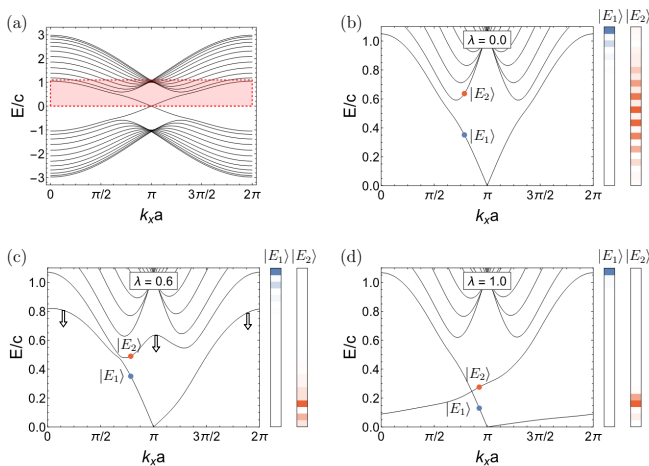 (a)
E/c
3
2
1
0
−1
−2
−3
0
π/2
π
3π/2
2π
kₓa
(b)
|E₁⟩ |E₂⟩
λ = 0.0
E/c
1.0
0.8
0.6
0.4
0.2
0.0
|E₂⟩
|E₁⟩
0
π/2
π
3π/2
2π
kₓa
(c)
|E₁⟩ |E₂⟩
λ = 0.6
E/c
1.0
0.8
0.6
0.4
0.2
0.0
|E₂⟩
|E₁⟩
0
π/2
π
3π/2
2π
kₓa
(d)
|E₁⟩ |E₂⟩
λ = 1.0
E/c
1.0
0.8
0.6
0.4
0.2
0.0
|E₂⟩
|E₁⟩
0
π/2
π
3π/2
2π
kₓa